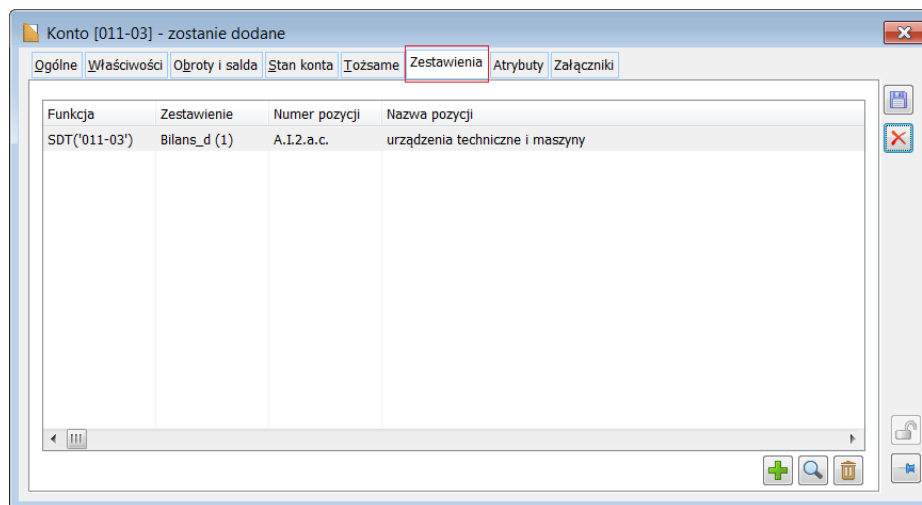 Konto [011-03] - zostanie dodane
Ogólne Właściwości Obroty i salda Stan konta Tożsame Zestawienia Atrybuty Załączniki
Funkcja Zestawienie Numer pozycji Nazwa pozycji
SDT('011-03') Bilans_d (1) A.I.2.a.c. urządzenia techniczne i maszyny